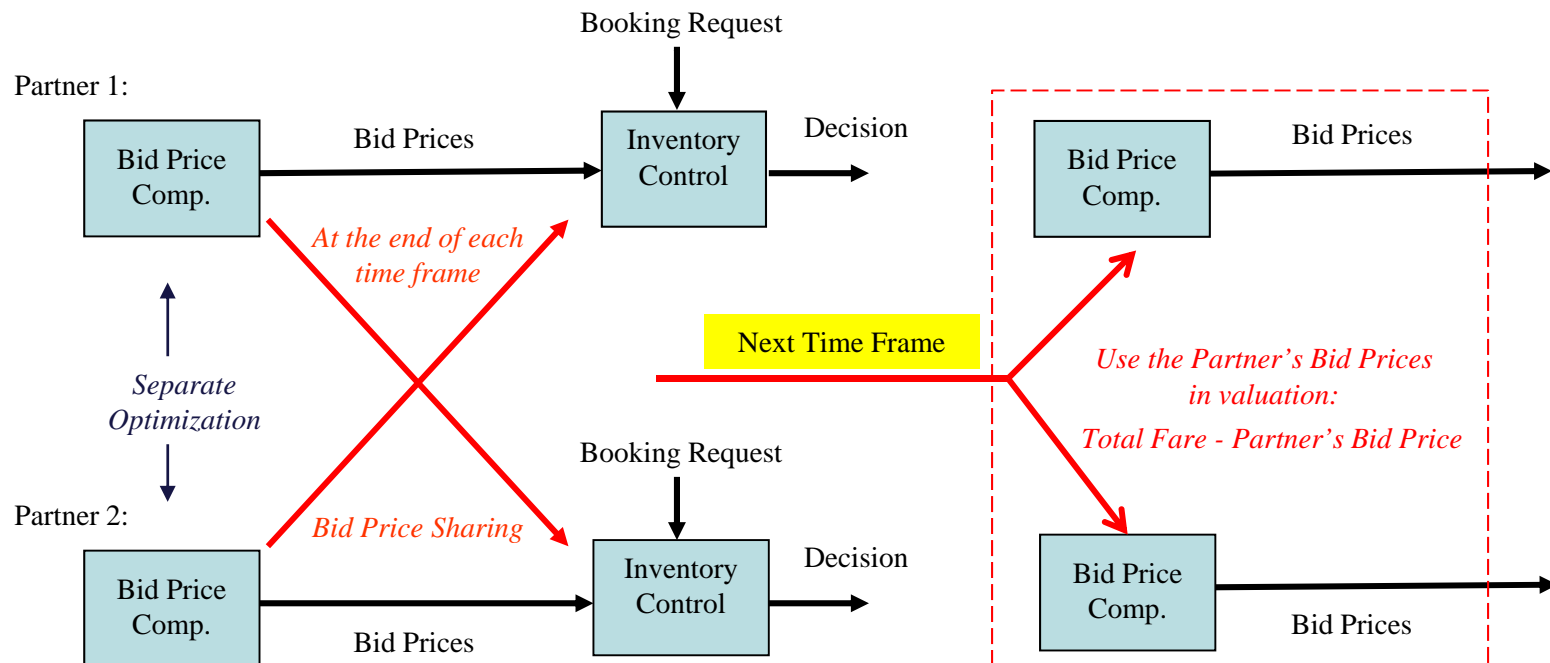 Booking Request
Partner 1:
Bid Price
Comp.
Bid Prices
Inventory
Control
Decision
At the end of each
time frame
Separate
Optimization
Bid Price Sharing
Partner 2:
Bid Price
Comp.
Bid Prices
Booking Request
Inventory
Control
Decision
Next Time Frame
Bid Price
Comp.
Bid Prices
Use the Partner’s Bid Prices
in valuation:
Total Fare - Partner’s Bid Price
Bid Price
Comp.
Bid Prices